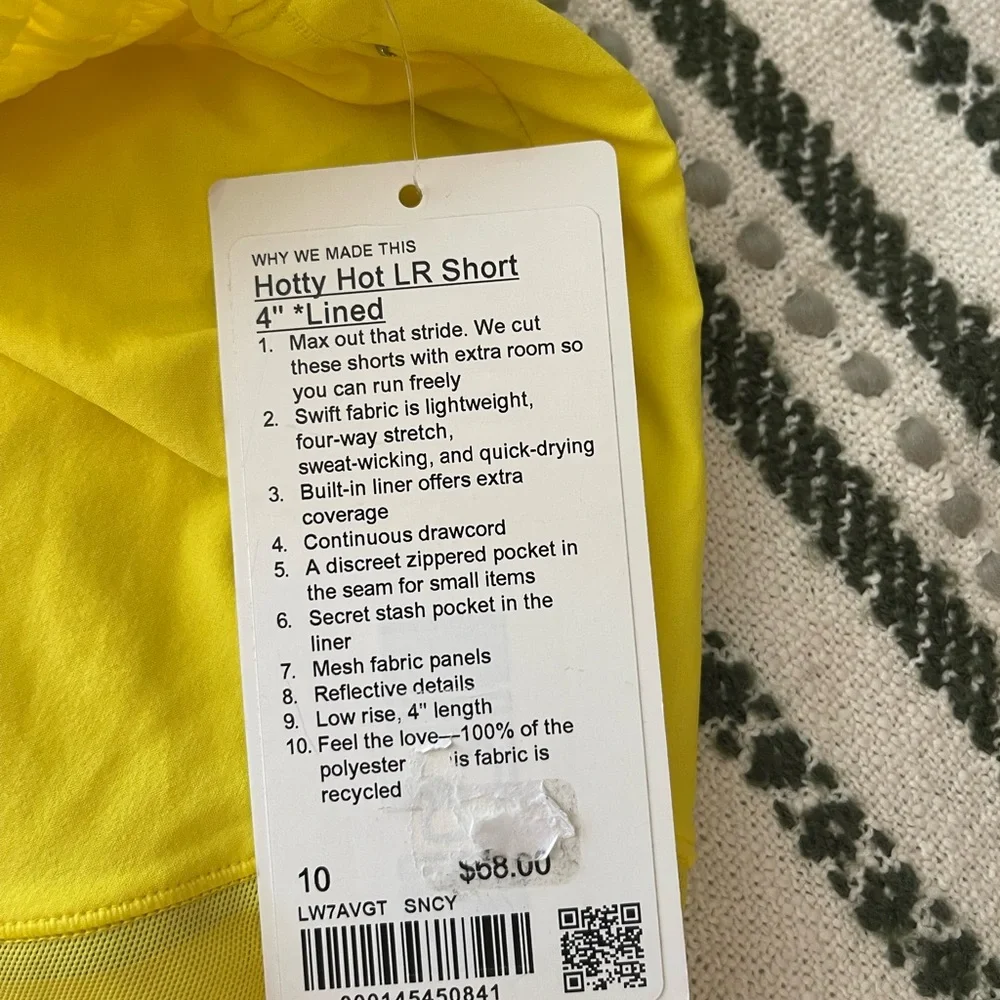 WHY WE MADE THIS
Hotty Hot LR Short
4" *Lined
1. Max out that stride. We cut
these shorts with extra room so
you can run freely
2. Swift fabric is lightweight,
four-way stretch,
sweat-wicking, and quick-drying
3. Built-in liner offers extra
coverage
4. Continuous drawcord
5. A discreet zippered pocket in
the seam for small items
6. Secret stash pocket in the
liner
7. Mesh fabric panels
8. Reflective details
9. Low rise, 4" length
10. Feel the love—100% of the
polyester is fabric is
recycled
10 $68.00
LW7AVGT SNCY
000145450841